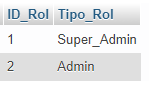 ID_Rol Tipo_Rol
1 Super_Admin
2 Admin